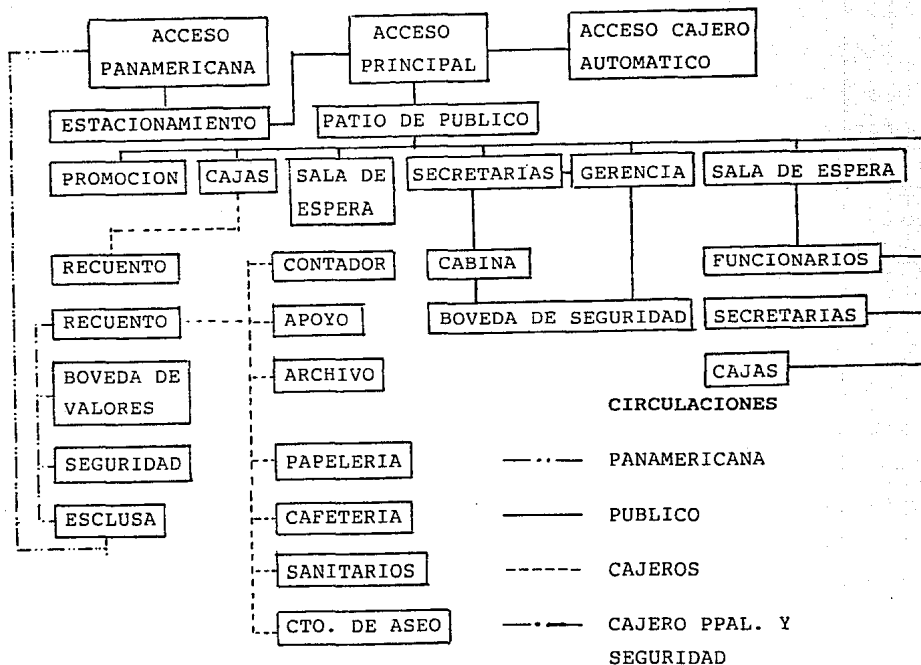 ACCESO
PANAMERICANA
ACCESO
PRINCIPAL
ACCESO CAJERO
AUTOMATICO
ESTACIONAMIENTO
PATIO DE PUBLICO
PROMOCION
CAJAS
SALA DE
ESPERA
SECRETARIAS
GERENCIA
SALA DE ESPERA
RECUENTO
CONTADOR
CABINA
FUNCIONARIOS
RECUENTO
APOYO
BOVEDA DE SEGURIDAD
SECRETARIAS
BOVEDA DE
VALORES
ARCHIVO
CAJAS
CIRCULACIONES
SEGURIDAD
PAPELERIA
PANAMERICANA
ESCLUSA
CAFETERIA
PUBLICO
SANITARIOS
CAJEROS
CTO. DE ASEO
CAJERO PPAL. Y
SEGURIDAD